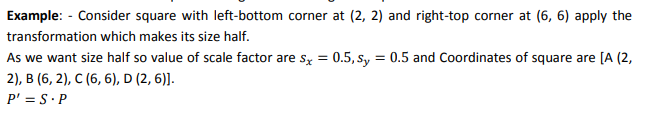 Example: - Consider square with left-bottom corner at (2, 2) and right-top corner at (6, 6) apply the
transformation which makes its size half.
As we want size half so value of scale factor are sₓ = 0.5, s_y = 0.5 and Coordinates of square are [A (2,
2), B (6, 2), C (6, 6), D (2, 6)].
P′ = S · P